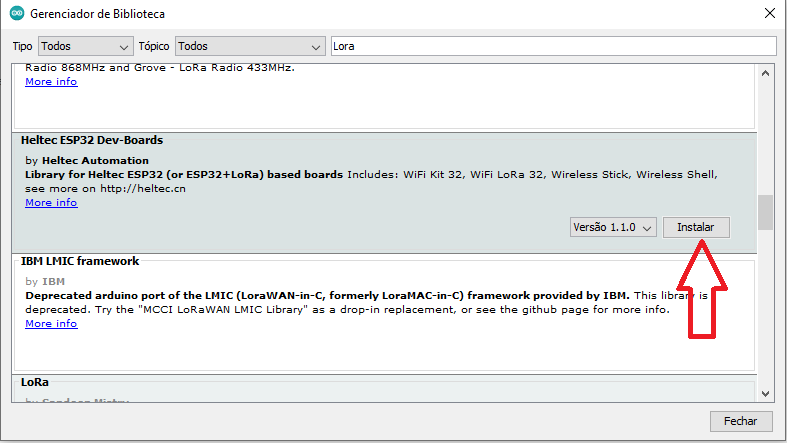 Gerenciador de Biblioteca
Tipo Todos Tópico Todos Lora
Radio 868MHz and Grove - LoRa Radio 433MHz.
More info
Heltec ESP32 Dev-Boards
by Heltec Automation
Library for Heltec ESP32 (or ESP32+LoRa) based boards Includes: WiFi Kit 32, WiFi LoRa 32, Wireless Stick, Wireless Shell,
see more on http://heltec.cn
More info
Versão 1.1.0 Instalar
IBM LMIC framework
by IBM
Deprecated arduino port of the LMIC (LoraWAN-in-C, formerly LoraMAC-in-C) framework provided by IBM. This library is
deprecated. Try the "MCCI LoRaWAN LMIC Library" as a drop-in replacement, or see the github page for more info.
More info
LoRa
by Sandeep Mistry
Fechar